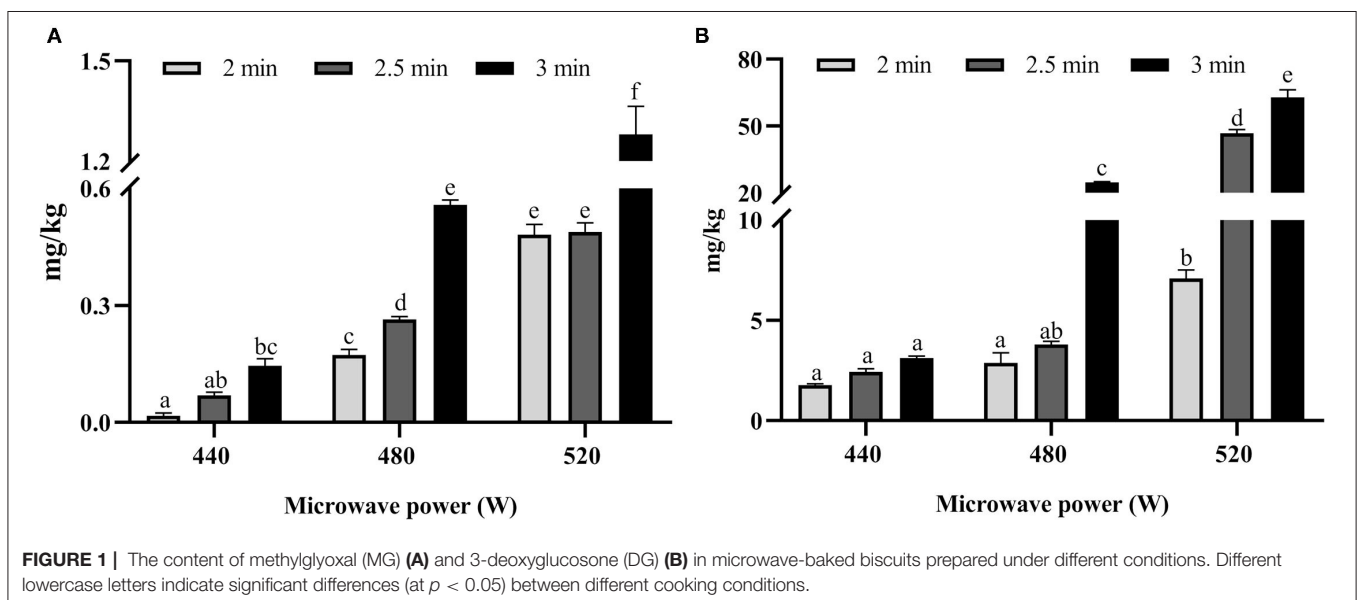 A
2 min 2.5 min 3 min
1.5
1.2
0.6
0.3
0.0
mg/kg
a
ab
bc
c
d
e
e
e
f
440 480 520
Microwave power (W)
B
2 min 2.5 min 3 min
80
50
20
10
5
0
mg/kg
a
a
a
a
ab
c
b
d
e
440 480 520
Microwave power (W)
FIGURE 1 | The content of methylglyoxal (MG) (A) and 3-deoxyglucosone (DG) (B) in microwave-baked biscuits prepared under different conditions. Different
lowercase letters indicate significant differences (at p < 0.05) between different cooking conditions.